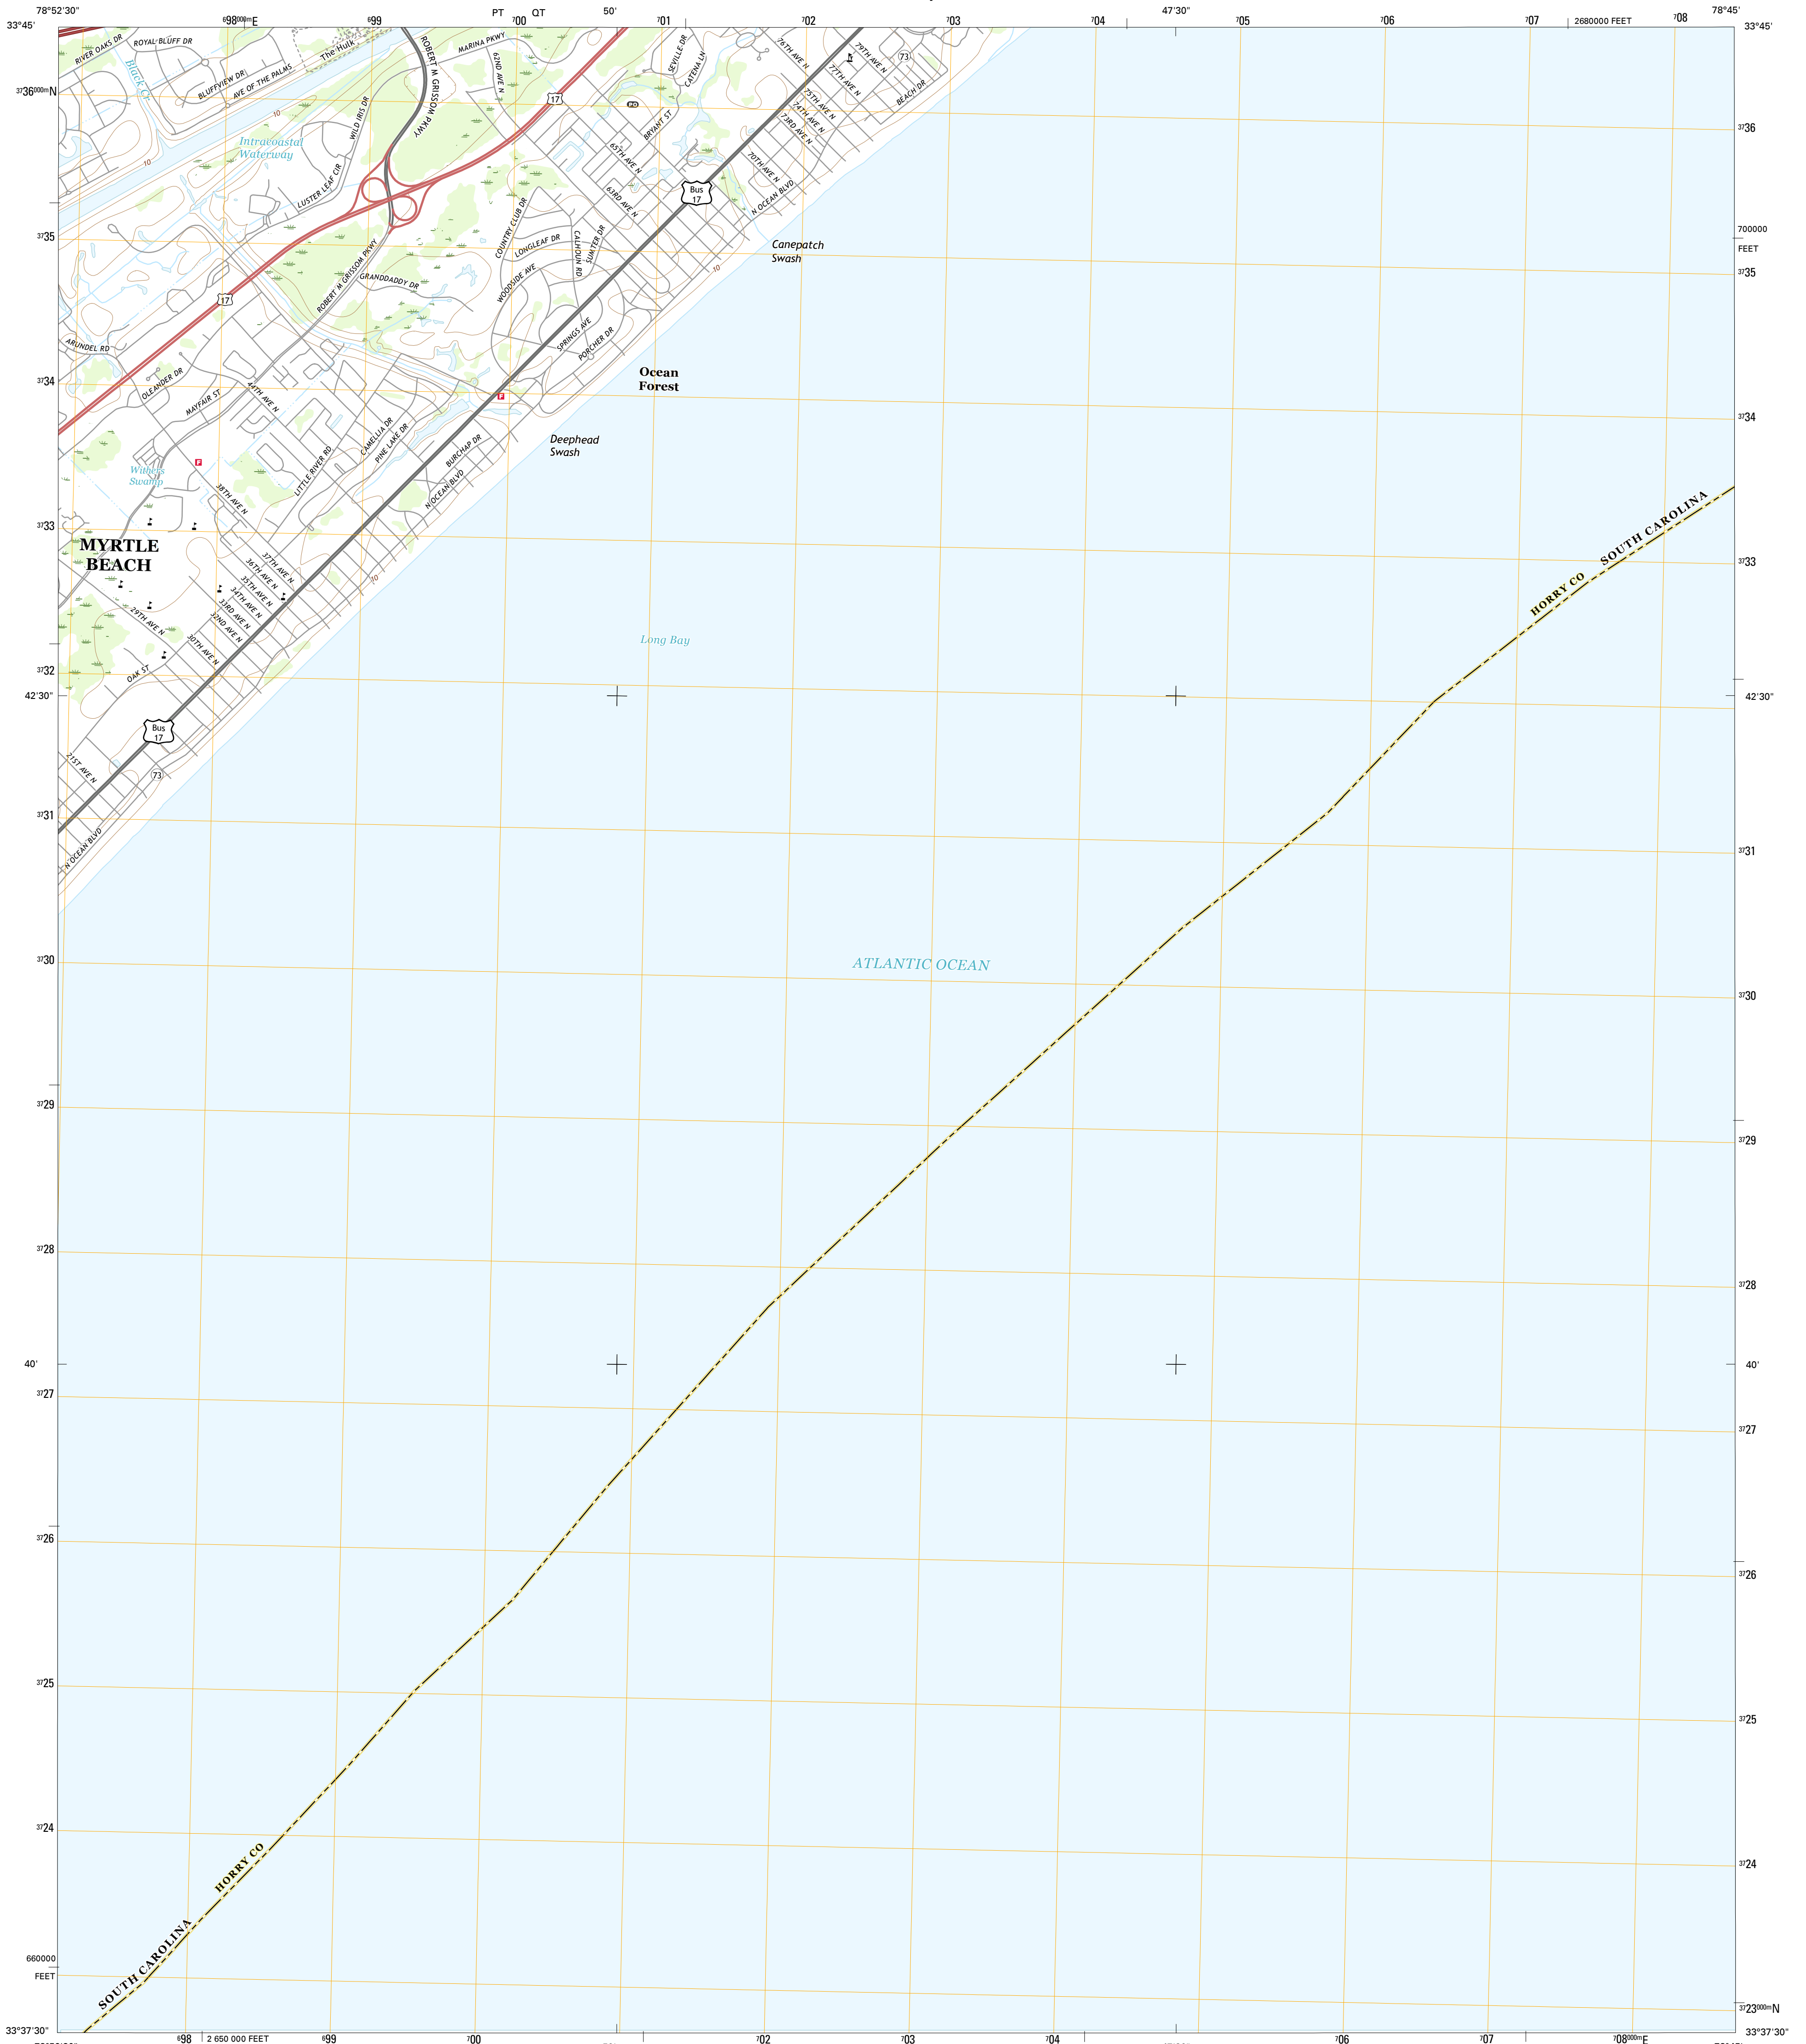 78°52'30"
⁶98⁰⁰⁰ᵐE
⁶99
PT
QT
⁷00
50'
⁷01
⁷02
⁷03
⁷04
47'30"
⁷05
⁷06
⁷07
2680000 FEET
⁷08
78°45'
33°45'
33°45'
RIVER OAKS DR
ROYAL BLUFF DR
Black Cr
BLUFFVIEW DR
AVE OF THE PALMS
The Hulk
ROBERT M GRISSOM PKWY
MARINA PKWY
62ND AVE N
SEVILLE DR
CATENA LN
76TH AVE N
79TH AVE N
77TH AVE N
73
BEACH DR
75TH AVE N
74TH AVE N
73RD AVE N
³⁷36⁰⁰⁰ᵐN
17
PO
BRYANT ST
³⁷36
10
10
Intracoastal
Waterway
WILD IRIS DR
LUSTER LEAF CIR
65TH AVE N
63RD AVE N
70TH AVE N
Bus
17
N OCEAN BLVD
COUNTRY CLUB DR
LONGLEAF DR
CALHOUN RD
SUMTER DR
WOODSIDE AVE
³⁷35
700000
FEET
Canepatch
Swash
10
³⁷35
ROBERT M GRISSOM PKWY
GRANDDADDY DR
17
SPRINGS AVE
PORCHER DR
ARUNDEL RD
OLEANDER DR
MAYFAIR ST
44TH AVE N
Ocean
Forest
³⁷34
F
³⁷34
CAMELLIA DR
PINE LAKE DR
LITTLE RIVER RD
BURCHAP DR
N OCEAN BLVD
Deephead
Swash
F
Withers
Swamp
38TH AVE N
SOUTH CAROLINA
HORRY CO
³⁷33
³⁷33
MYRTLE
BEACH
10
37TH AVE N
36TH AVE N
35TH AVE N
34TH AVE N
33RD AVE N
32ND AVE N
30TH AVE N
29TH AVE N
OAK ST
Long Bay
³⁷32
42'30"
42'30"
Bus
17
73
21ST AVE N
N OCEAN BLVD
³⁷31
³⁷31
³⁷30
ATLANTIC OCEAN
³⁷30
³⁷29
³⁷29
³⁷28
³⁷28
40'
40'
³⁷27
³⁷27
³⁷26
³⁷26
³⁷25
³⁷25
³⁷24
³⁷24
HORRY CO
SOUTH CAROLINA
660000
FEET
³⁷23⁰⁰⁰ᵐN
33°37'30"
33°37'30"
⁶98
2 650 000 FEET
⁶99
⁷00
⁷02
⁷03
⁷04
⁷06
⁷07
⁷08⁰⁰⁰ᵐE